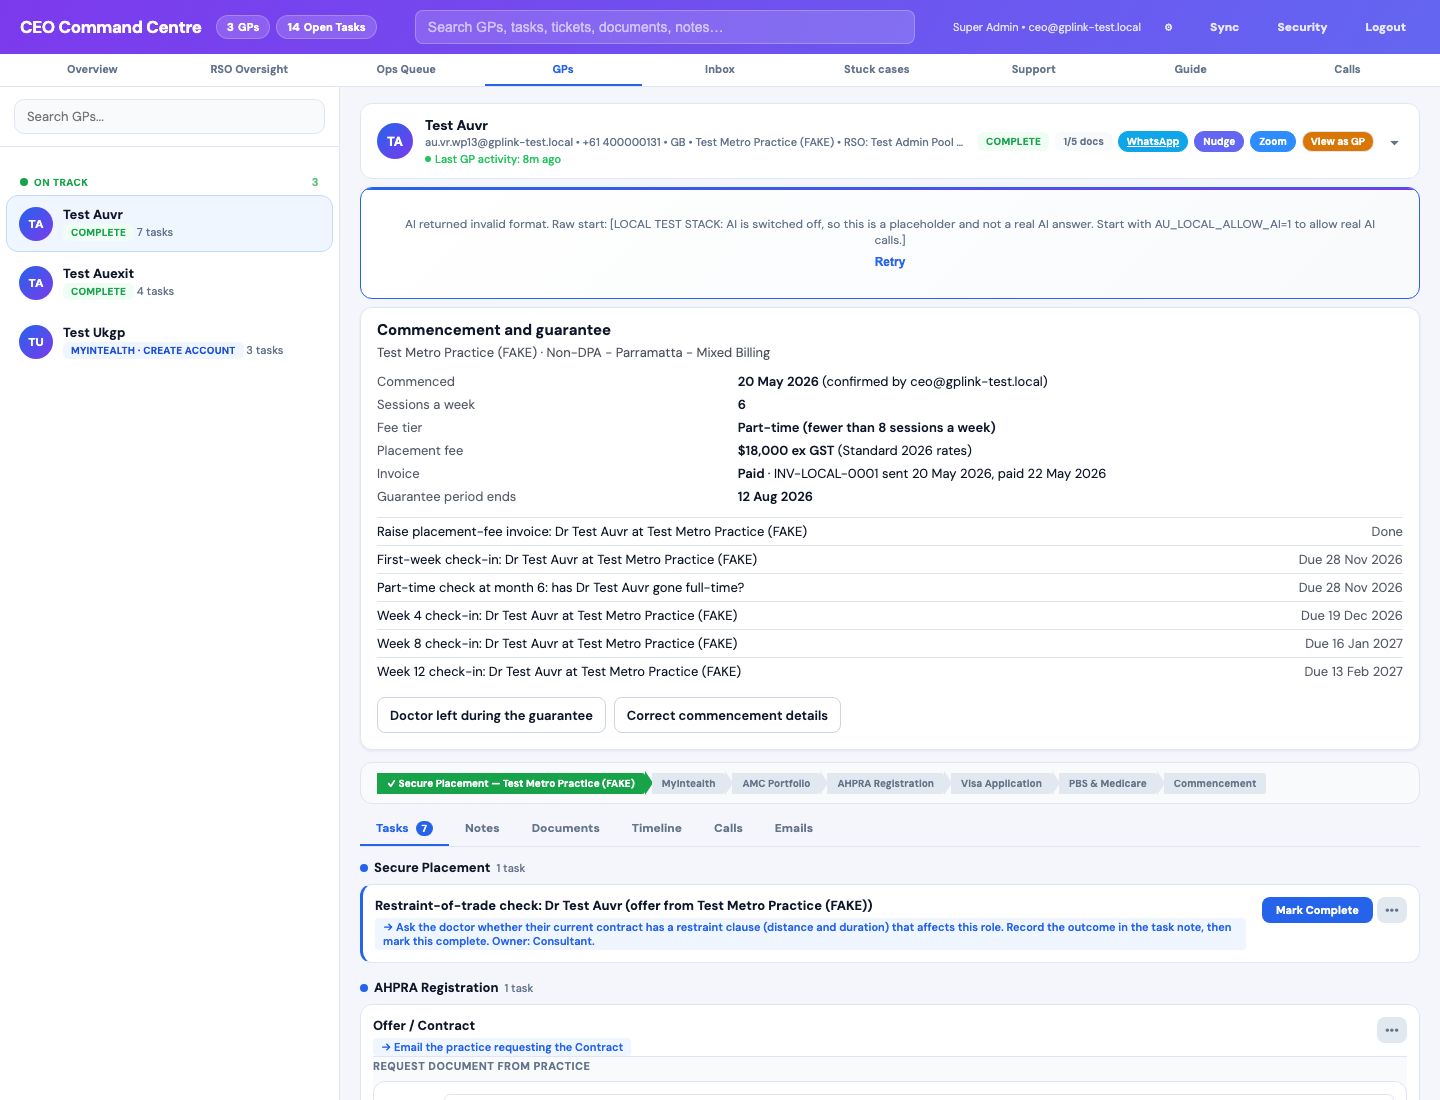 CEO Command Centre
3 GPs
14 Open Tasks
Search GPs, tasks, tickets, documents, notes…
Super Admin • ceo@gplink-test.local
Sync
Security
Logout
Overview
RSO Oversight
Ops Queue
GPs
Inbox
Stuck cases
Support
Guide
Calls
Search GPs...
ON TRACK
3
TA
Test Auvr
COMPLETE 7 tasks
TA
Test Auexit
COMPLETE 4 tasks
TU
Test Ukgp
MYINTEALTH · CREATE ACCOUNT 3 tasks
TA
Test Auvr
au.vr.wp13@gplink-test.local • +61 400000131 • GB • Test Metro Practice (FAKE) • RSO: Test Admin Pool ...
Last GP activity: 8m ago
COMPLETE
1/5 docs
WhatsApp
Nudge
Zoom
View as GP
AI returned invalid format. Raw start: [LOCAL TEST STACK: AI is switched off, so this is a placeholder and not a real AI answer. Start with AU_LOCAL_ALLOW_AI=1 to allow real AI
calls.]
Retry
Commencement and guarantee
Test Metro Practice (FAKE) · Non-DPA - Parramatta - Mixed Billing
Commenced 20 May 2026 (confirmed by ceo@gplink-test.local)
Sessions a week 6
Fee tier Part-time (fewer than 8 sessions a week)
Placement fee $18,000 ex GST (Standard 2026 rates)
Invoice Paid · INV-LOCAL-0001 sent 20 May 2026, paid 22 May 2026
Guarantee period ends 12 Aug 2026
Raise placement-fee invoice: Dr Test Auvr at Test Metro Practice (FAKE) Done
First-week check-in: Dr Test Auvr at Test Metro Practice (FAKE) Due 28 Nov 2026
Part-time check at month 6: has Dr Test Auvr gone full-time? Due 28 Nov 2026
Week 4 check-in: Dr Test Auvr at Test Metro Practice (FAKE) Due 19 Dec 2026
Week 8 check-in: Dr Test Auvr at Test Metro Practice (FAKE) Due 16 Jan 2027
Week 12 check-in: Dr Test Auvr at Test Metro Practice (FAKE) Due 13 Feb 2027
Doctor left during the guarantee
Correct commencement details
✓ Secure Placement — Test Metro Practice (FAKE)
MyIntealth
AMC Portfolio
AHPRA Registration
Visa Application
PBS & Medicare
Commencement
Tasks 7
Notes
Documents
Timeline
Calls
Emails
Secure Placement 1 task
Restraint-of-trade check: Dr Test Auvr (offer from Test Metro Practice (FAKE))
→ Ask the doctor whether their current contract has a restraint clause (distance and duration) that affects this role. Record the outcome in the task note, then
mark this complete. Owner: Consultant.
Mark Complete
AHPRA Registration 1 task
Offer / Contract
→ Email the practice requesting the Contract
REQUEST DOCUMENT FROM PRACTICE